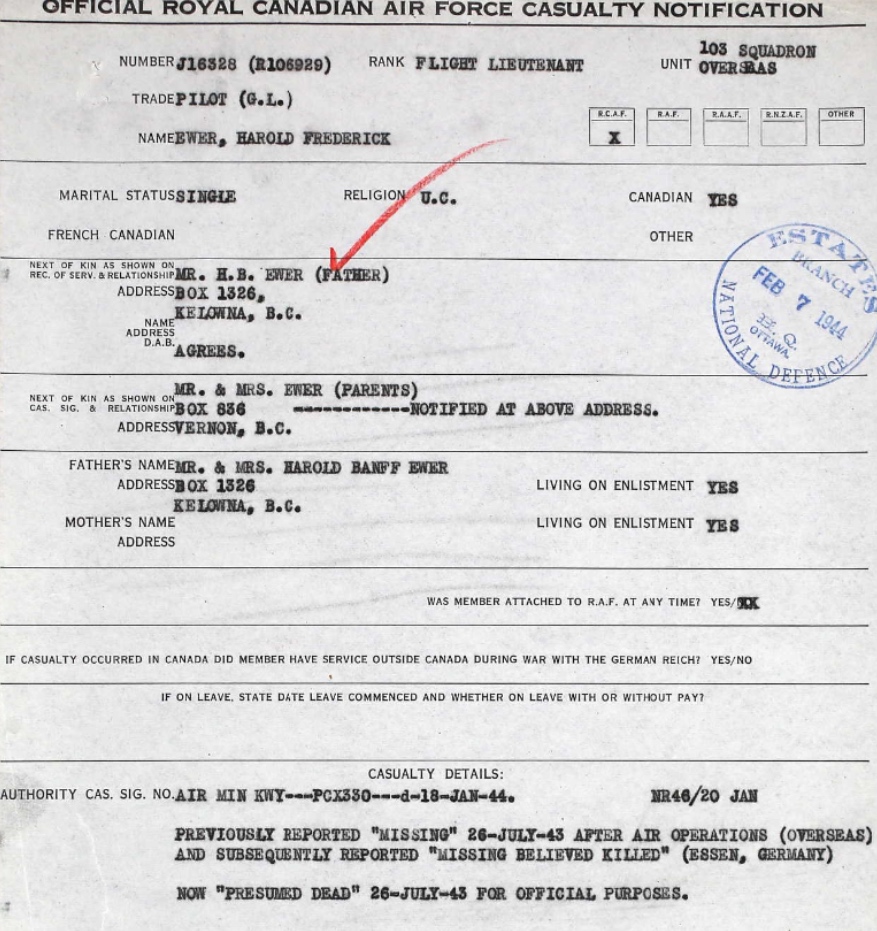 OFFICIAL ROYAL CANADIAN AIR FORCE CASUALTY NOTIFICATION
NUMBER J16328 (R106929) RANK FLIGHT LIEUTENANT UNIT 103 SQUADRON OVERSEAS
TRADE PILOT (G.L.)
R.C.A.F. R.A.F. R.A.A.F. R.N.Z.A.F. OTHER
X
NAME EWER, HAROLD FREDERICK
MARITAL STATUS SINGLE RELIGION U.C. CANADIAN YES
FRENCH CANADIAN OTHER
NEXT OF KIN AS SHOWN ON REC. OF SERV. & RELATIONSHIP MR. H.B. EWER (FATHER)
ADDRESS BOX 1326,
KELOWNA, B.C.
NAME
ADDRESS
D.A.B. AGREES.
ESTATES BRANCH
FEB 7 1944
H. Q.
OTTAWA
NATIONAL DEFENCE
NEXT OF KIN AS SHOWN ON CAS. SIG. & RELATIONSHIP MR. & MRS. EWER (PARENTS)
BOX 836 ------------NOTIFIED AT ABOVE ADDRESS.
ADDRESS VERNON, B.C.
FATHER'S NAME MR. & MRS. HAROLD BANFF EWER
ADDRESS BOX 1326 LIVING ON ENLISTMENT YES
KELOWNA, B.C.
MOTHER'S NAME LIVING ON ENLISTMENT YES
ADDRESS
WAS MEMBER ATTACHED TO R.A.F. AT ANY TIME? YES/XX
IF CASUALTY OCCURRED IN CANADA DID MEMBER HAVE SERVICE OUTSIDE CANADA DURING WAR WITH THE GERMAN REICH? YES/NO
IF ON LEAVE, STATE DATE LEAVE COMMENCED AND WHETHER ON LEAVE WITH OR WITHOUT PAY?
CASUALTY DETAILS:
AUTHORITY CAS. SIG. NO. AIR MIN KWY---PCX330---d-18-JAN-44. NR46/20 JAN
PREVIOUSLY REPORTED "MISSING" 26-JULY-43 AFTER AIR OPERATIONS (OVERSEAS)
AND SUBSEQUENTLY REPORTED "MISSING BELIEVED KILLED" (ESSEN, GERMANY)
NOW "PRESUMED DEAD" 26-JULY-43 FOR OFFICIAL PURPOSES.